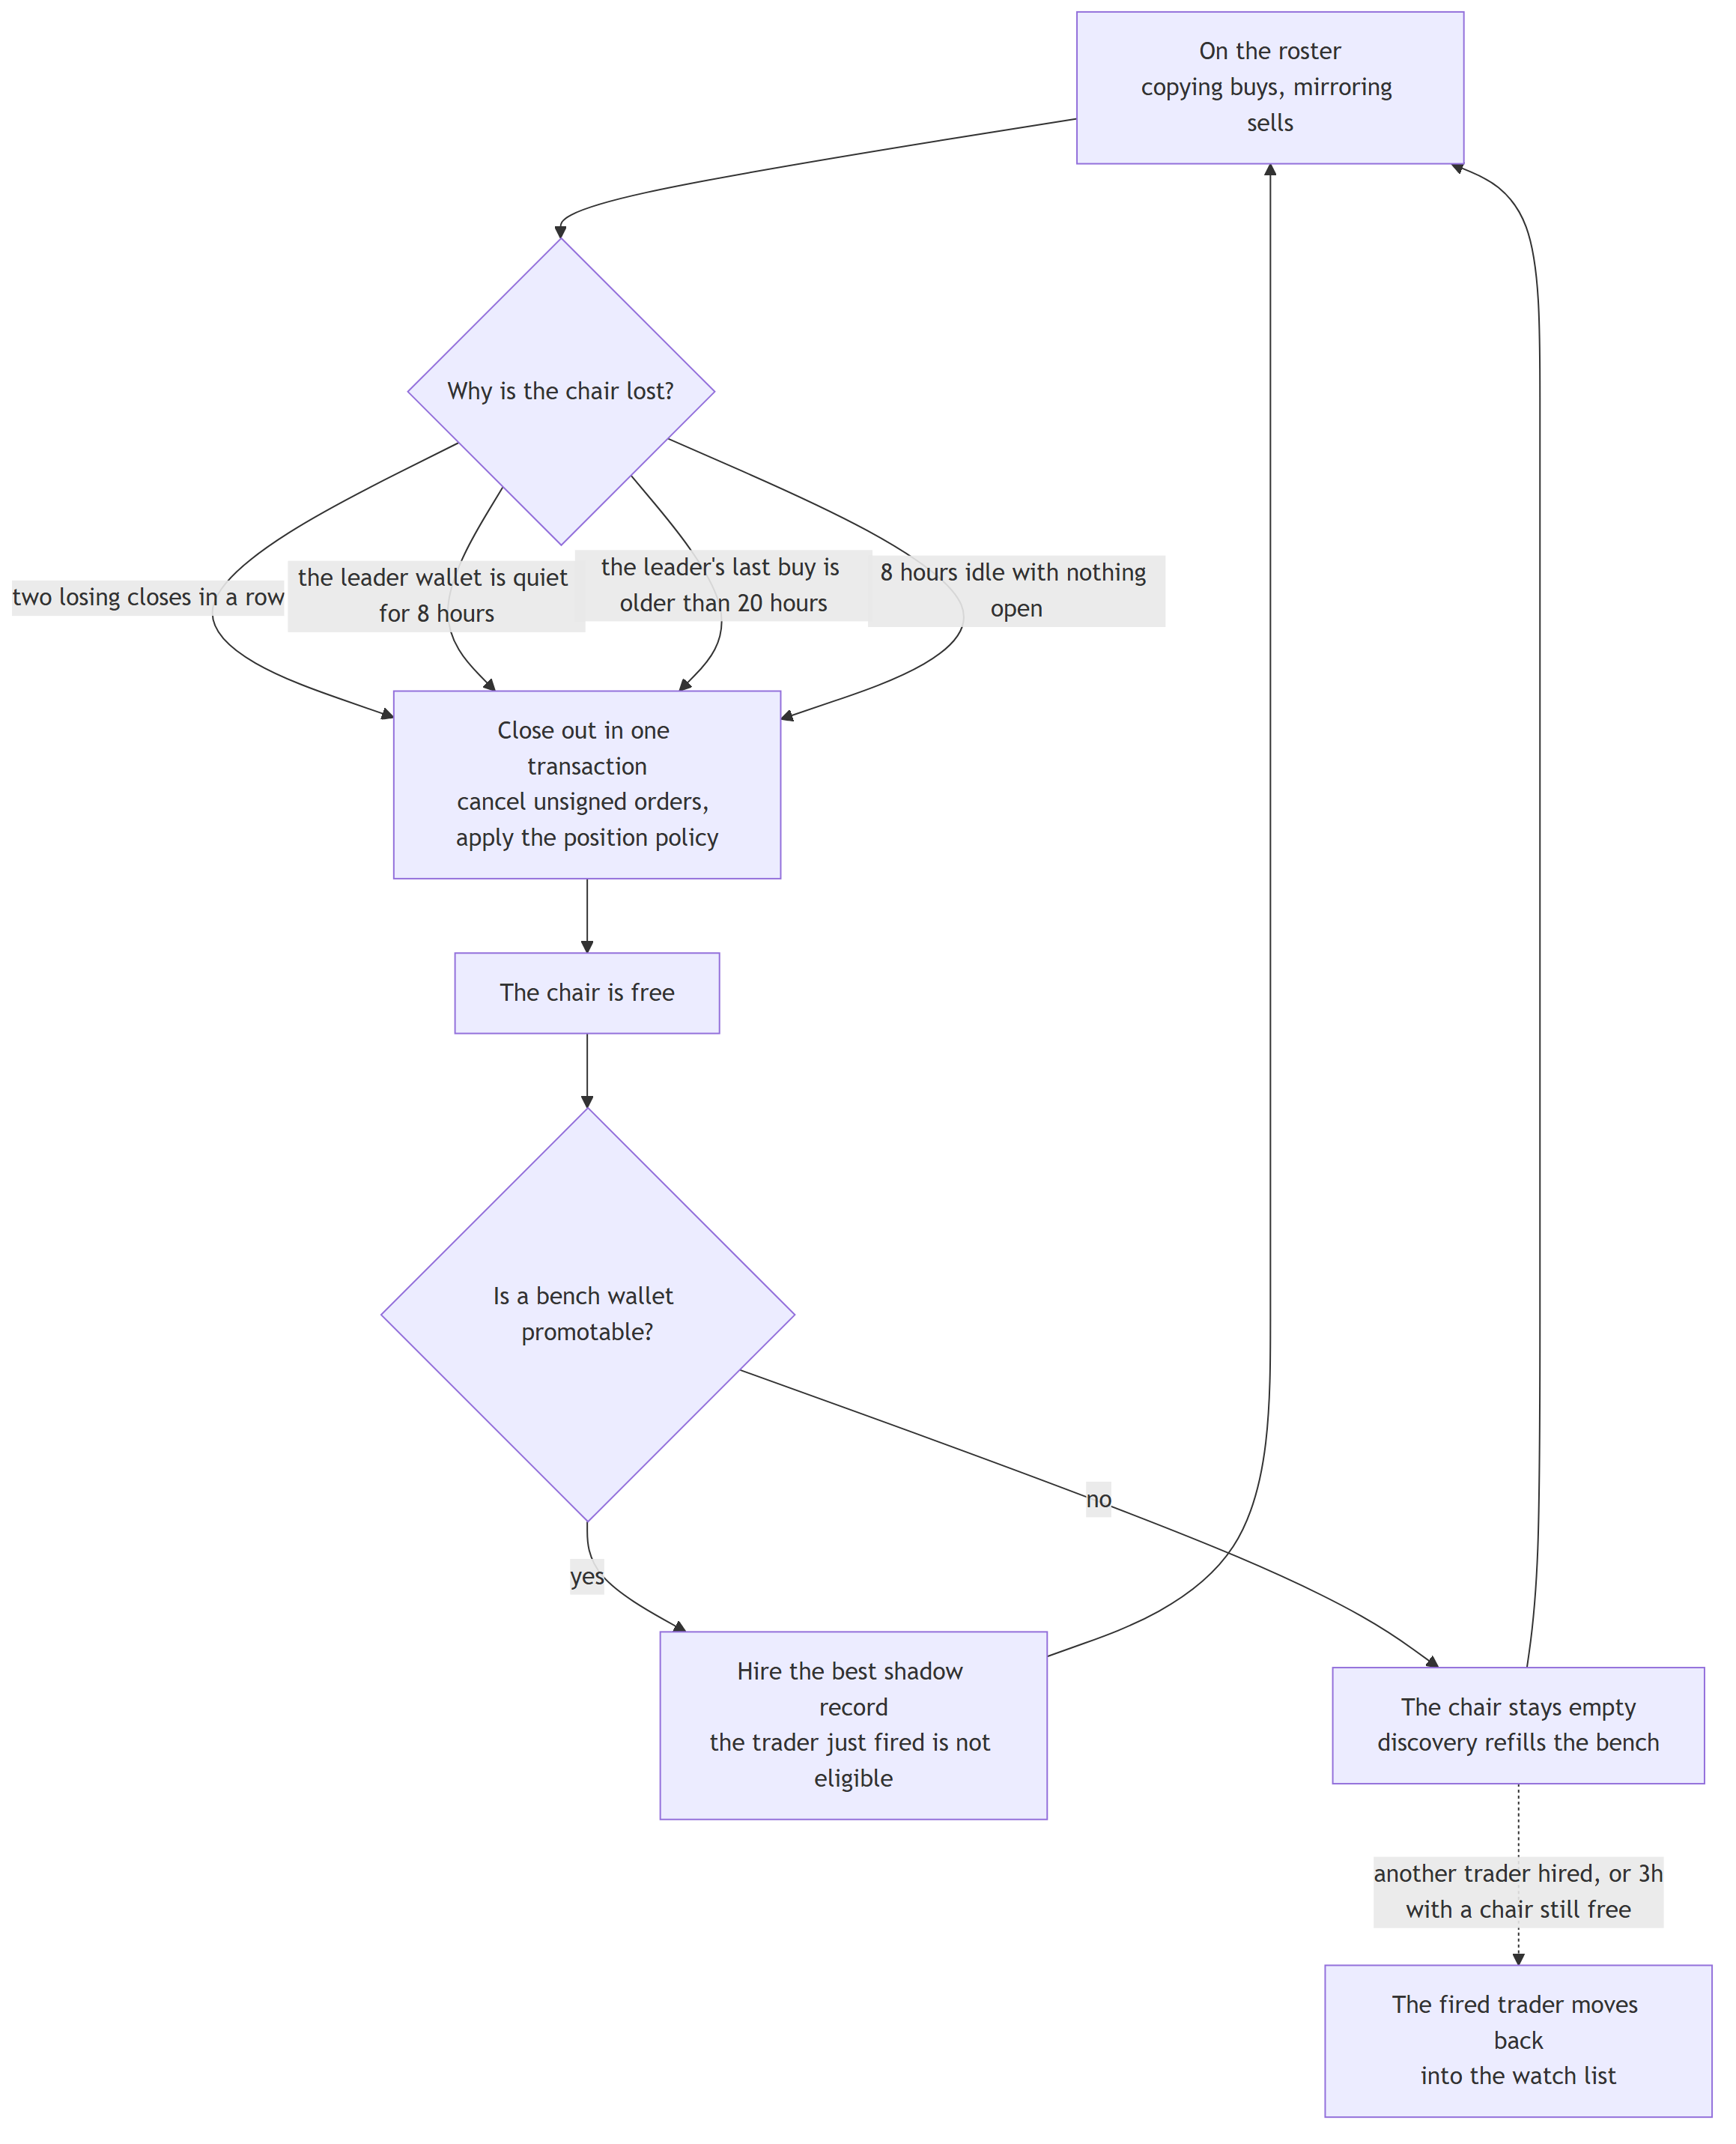 On the roster
copying buys, mirroring
sells
Why is the chair lost?
two losing closes in a row
the leader wallet is quiet
for 8 hours
the leader's last buy is
older than 20 hours
8 hours idle with nothing
open
Close out in one
transaction
cancel unsigned orders,
apply the position policy
The chair is free
Is a bench wallet
promotable?
no
yes
Hire the best shadow
record
the trader just fired is not
eligible
The chair stays empty
discovery refills the bench
another trader hired, or 3h
with a chair still free
The fired trader moves
back
into the watch list